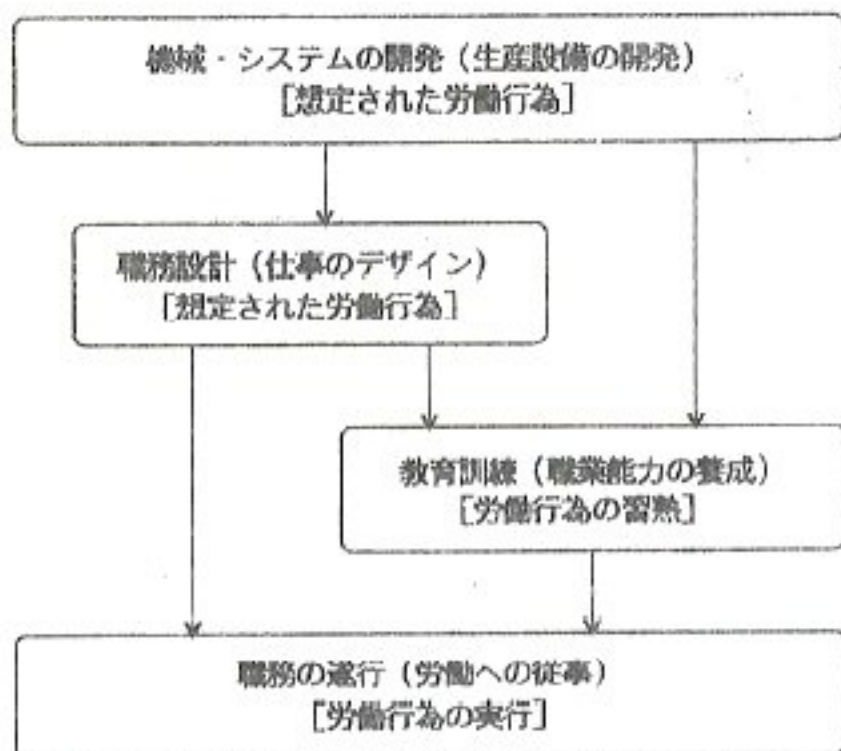 機械・システムの開発（生産設備の開発）
［想定された労働行為］
職務設計（仕事のデザイン）
［想定された労働行為］
教育訓練（職業能力の養成）
［労働行為の習熟］
職務の遂行（労働への従事）
［労働行為の実行］